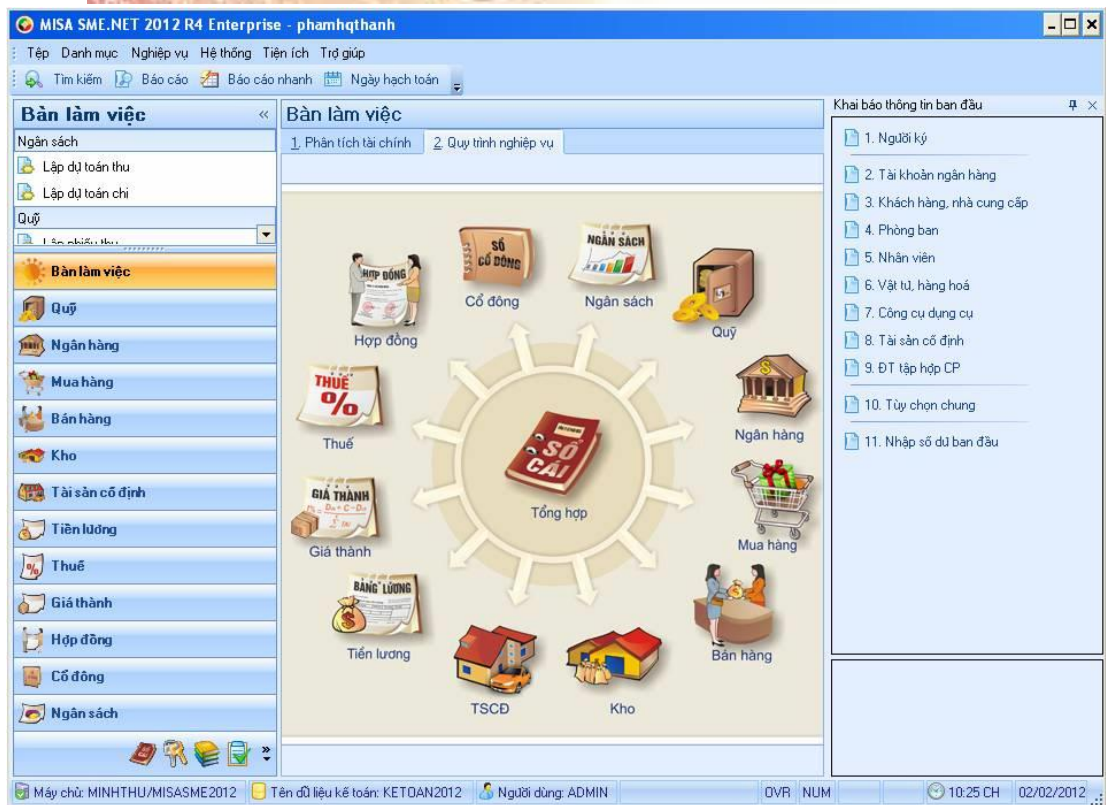 MISA SME.NET 2012 R4 Enterprise - phamhqthanh
Tệp Danh mục Nghiệp vụ Hệ thống Tiện ích Trợ giúp
Tìm kiếm Báo cáo Báo cáo nhanh Ngày hạch toán
Bàn làm việc
Ngân sách
Lập dự toán thu
Lập dự toán chi
Quỹ
Lập phiếu thu
Bàn làm việc
Quỹ
Ngân hàng
Mua hàng
Bán hàng
Kho
Tài sản cố định
Tiền lương
Thuế
Giá thành
Hợp đồng
Cổ đông
Ngân sách
Bàn làm việc
1. Phân tích tài chính 2. Quy trình nghiệp vụ
HỢP ĐỒNG
Hợp đồng
SỔ
CỔ ĐÔNG
Cổ đông
NGÂN SÁCH
Ngân sách
Quỹ
THUẾ
%
Thuế
Ngân hàng
SỔ
CÁI
Tổng hợp
GIÁ THÀNH
Giá thành
Mua hàng
BẢNG LƯƠNG
Tiền lương
TSCĐ
Kho
Bán hàng
Khai báo thông tin ban đầu
1. Người ký
2. Tài khoản ngân hàng
3. Khách hàng, nhà cung cấp
4. Phòng ban
5. Nhân viên
6. Vật tư, hàng hoá
7. Công cụ dụng cụ
8. Tài sản cố định
9. ĐT tập hợp CP
10. Tùy chọn chung
11. Nhập số dư ban đầu
Máy chủ: MINHTHU/MISASME2012 Tên dữ liệu kế toán: KETOAN2012 Người dùng: ADMIN OVR NUM 10:25 CH 02/02/2012